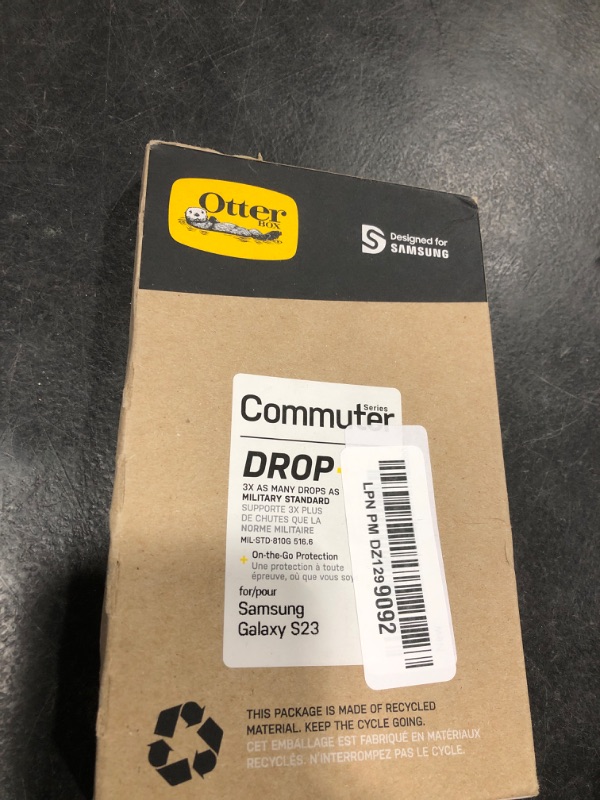 Otter
BOX
Designed for
SAMSUNG
Commuter
Series
DROP+
3X AS MANY DROPS AS
MILITARY STANDARD
SUPPORTE 3X PLUS
DE CHUTES QUE LA
NORME MILITAIRE
MIL-STD-810G 516.6
+ On-the-Go Protection
Une protection à toute
épreuve, où que vous soy
for/pour
Samsung
Galaxy S23
LPN PM DZ1299092
THIS PACKAGE IS MADE OF RECYCLED
MATERIAL. KEEP THE CYCLE GOING.
CET EMBALLAGE EST FABRIQUÉ EN MATÉRIAUX
RECYCLÉS. N'INTERROMPEZ PAS LE CYCLE.